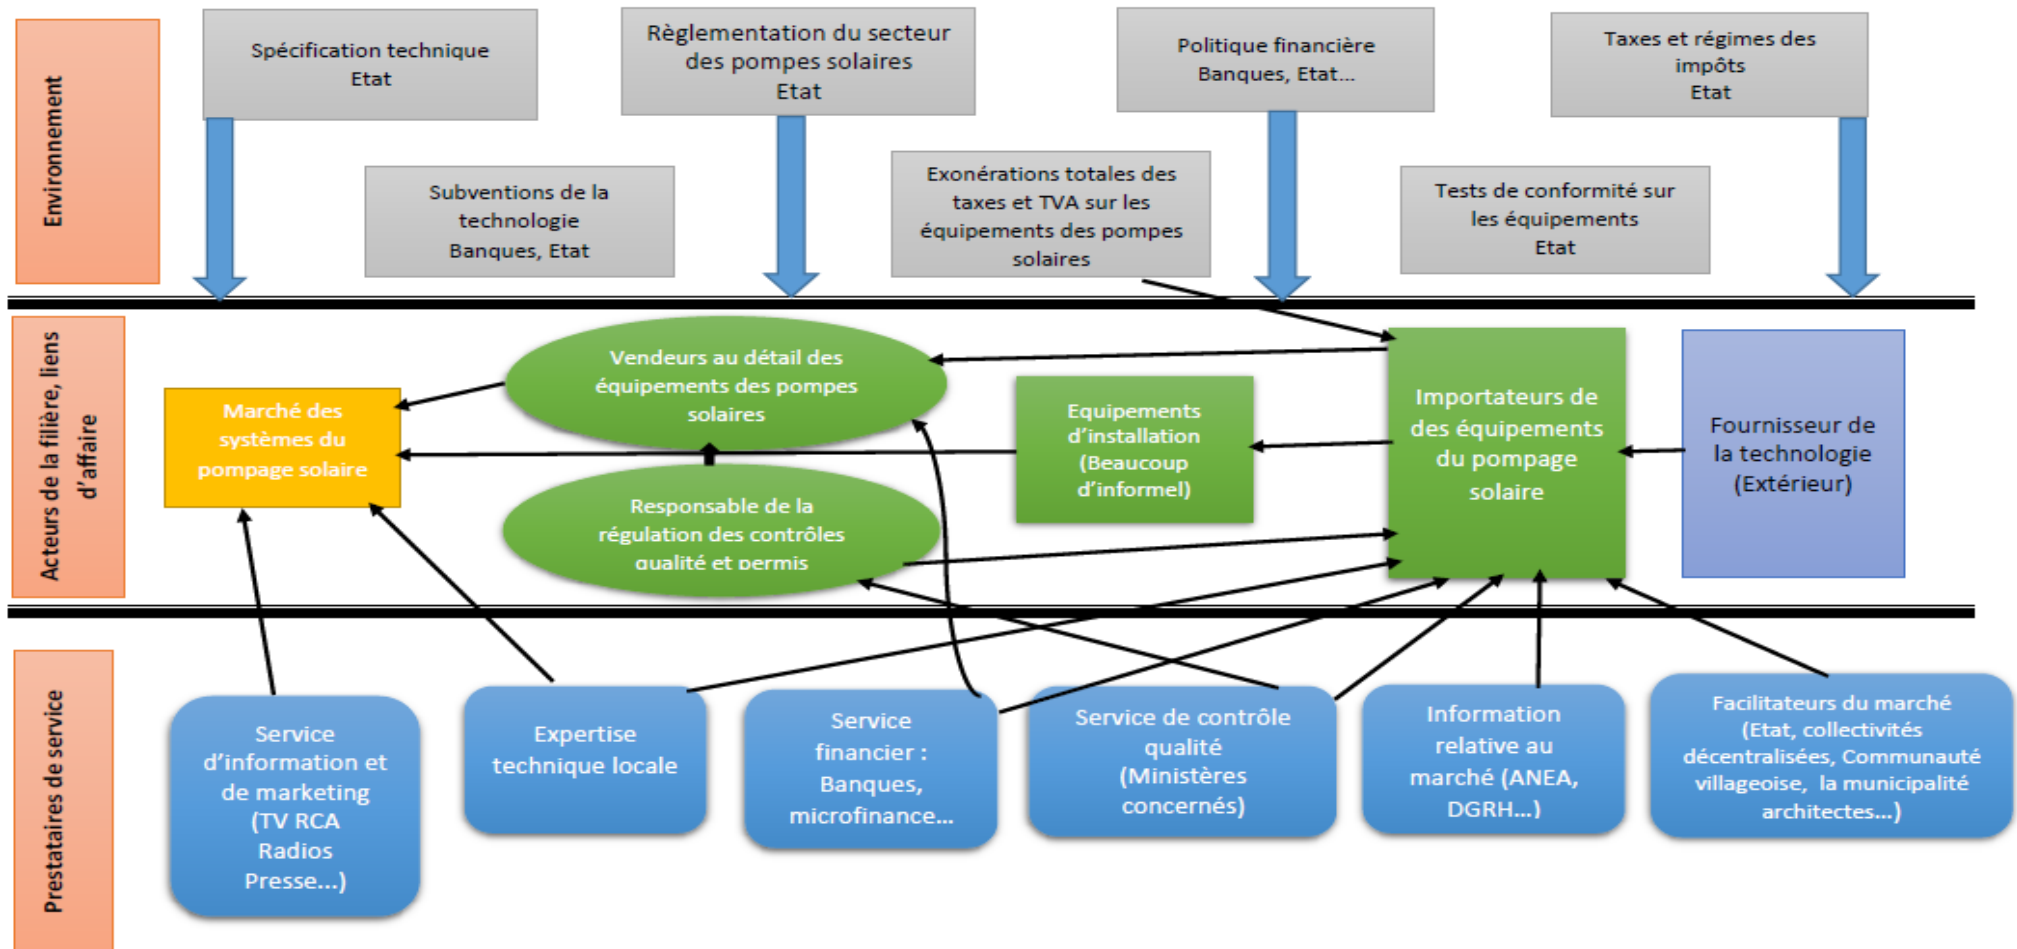 Environnement
Spécification technique
Etat
Règlementation du secteur
des pompes solaires
Etat
Politique financière
Banques, Etat...
Taxes et régimes des
impôts
Etat
Subventions de la
technologie
Banques, Etat
Exonérations totales des
taxes et TVA sur les
équipements des pompes
solaires
Tests de conformité sur
les équipements
Etat
Acteurs de la filière, liens
d'affaire
Marché des
systèmes du
pompage solaire
Vendeurs au détail des
équipements des pompes
solaires
Responsable de la
régulation des contrôles
qualité et permis
Equipements
d'installation
(Beaucoup
d'informel)
Importateurs de
des équipements
du pompage
solaire
Fournisseur de
la technologie
(Extérieur)
Prestataires de service
Service
d'information et
de marketing
(TV RCA
Radios
Presse...)
Expertise
technique locale
Service
financier :
Banques,
microfinance...
Service de contrôle
qualité
(Ministères
concernés)
Information
relative au
marché (ANEA,
DGRH...)
Facilitateurs du marché
(Etat, collectivités
décentralisées, Communauté
villageoise, la municipalité
architectes...)